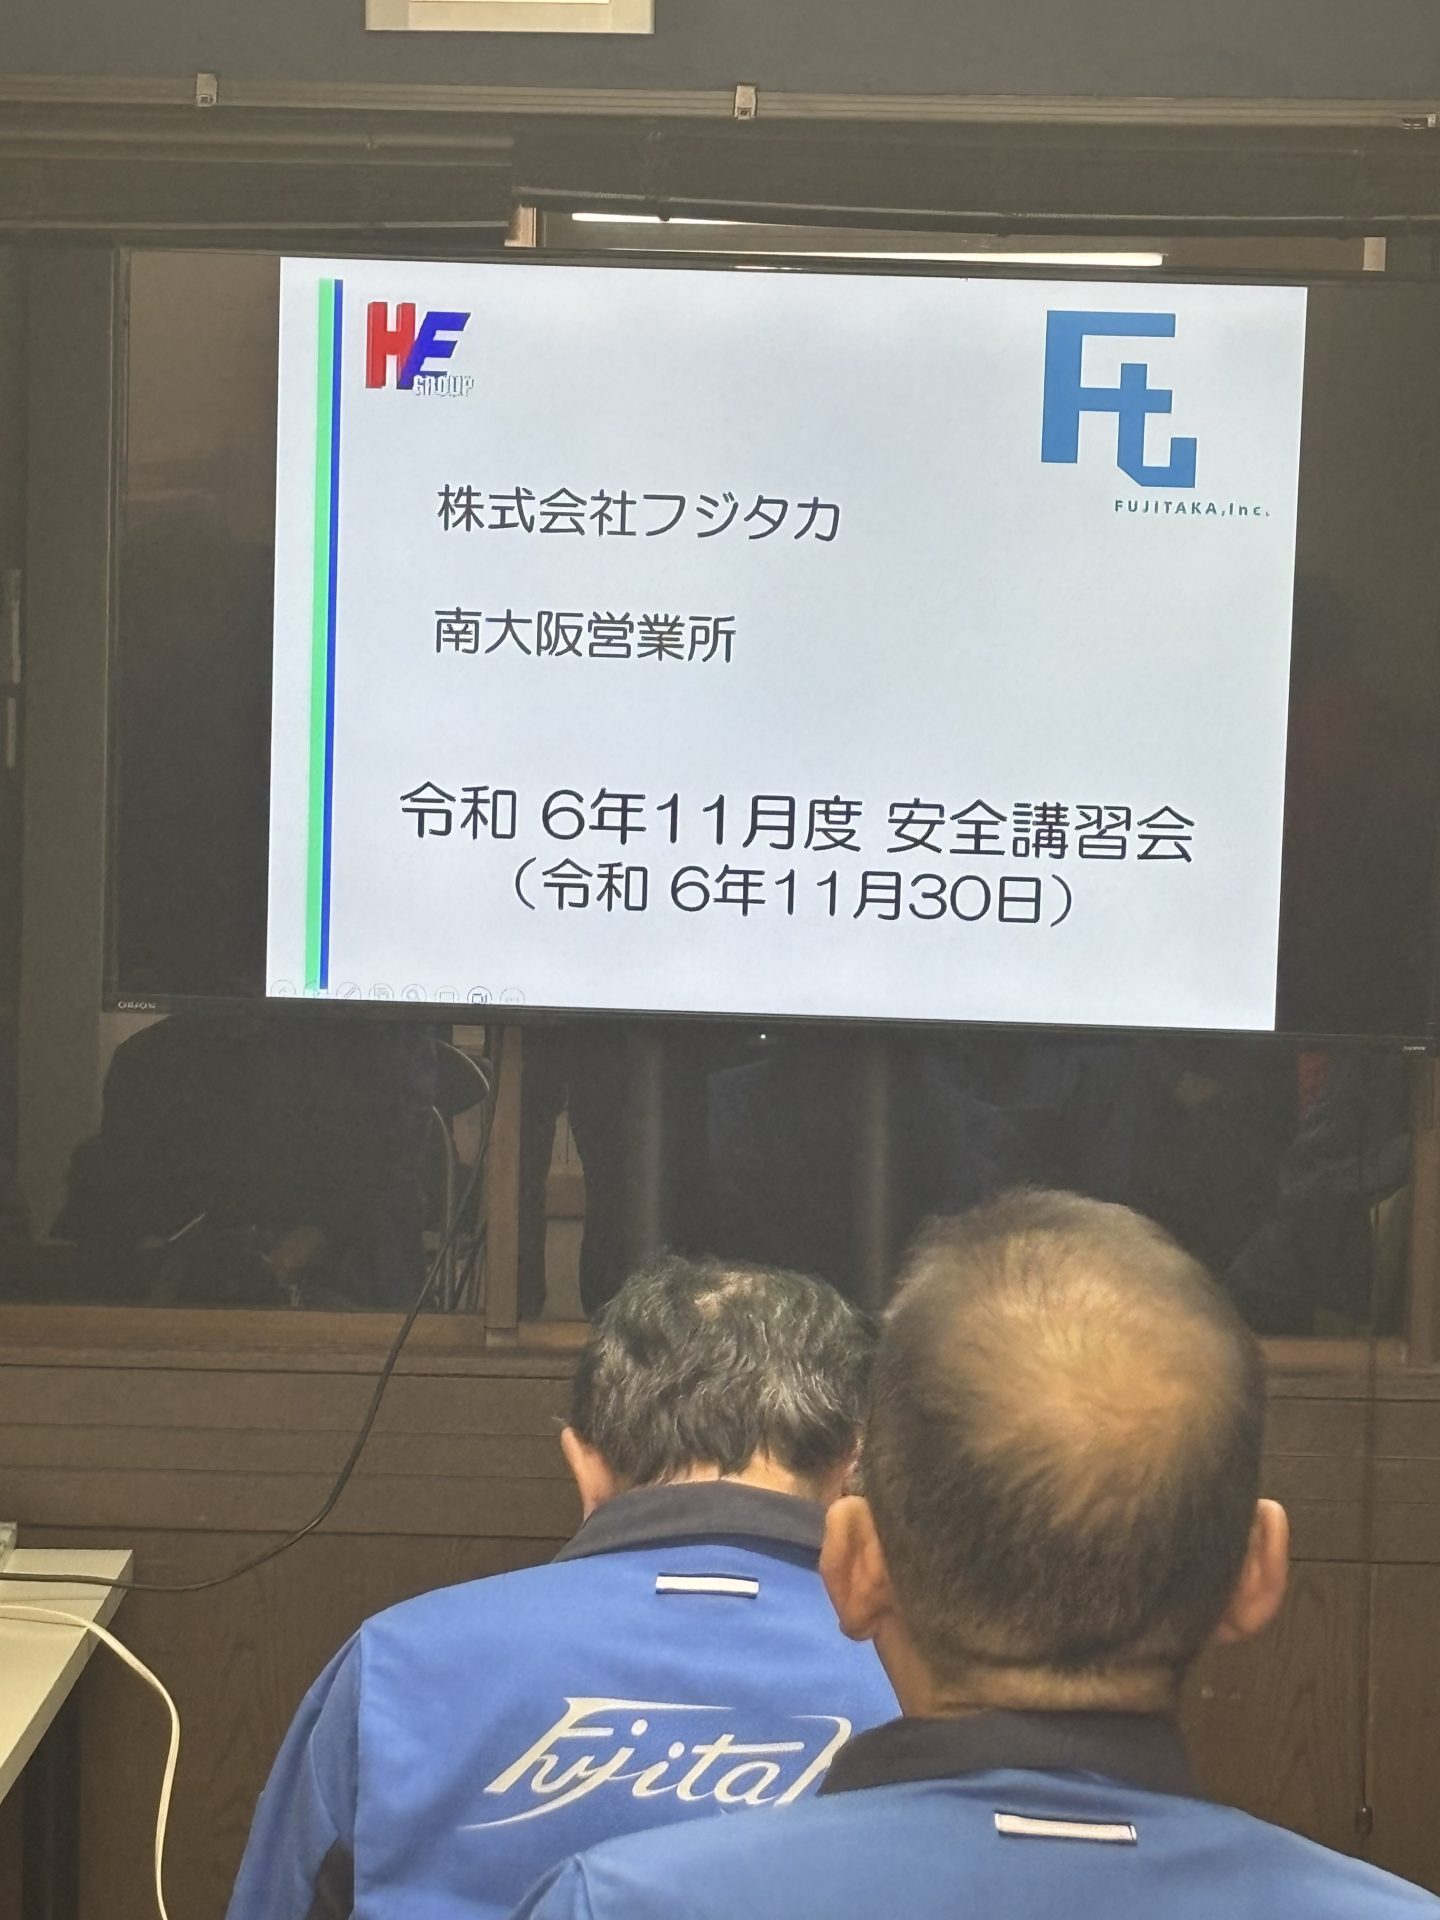 HE
GROUP
Ft
FUJITAKA,Inc.
株式会社フジタカ
南大阪営業所
令和 6年11月度 安全講習会
（令和 6年11月30日）
Fujita